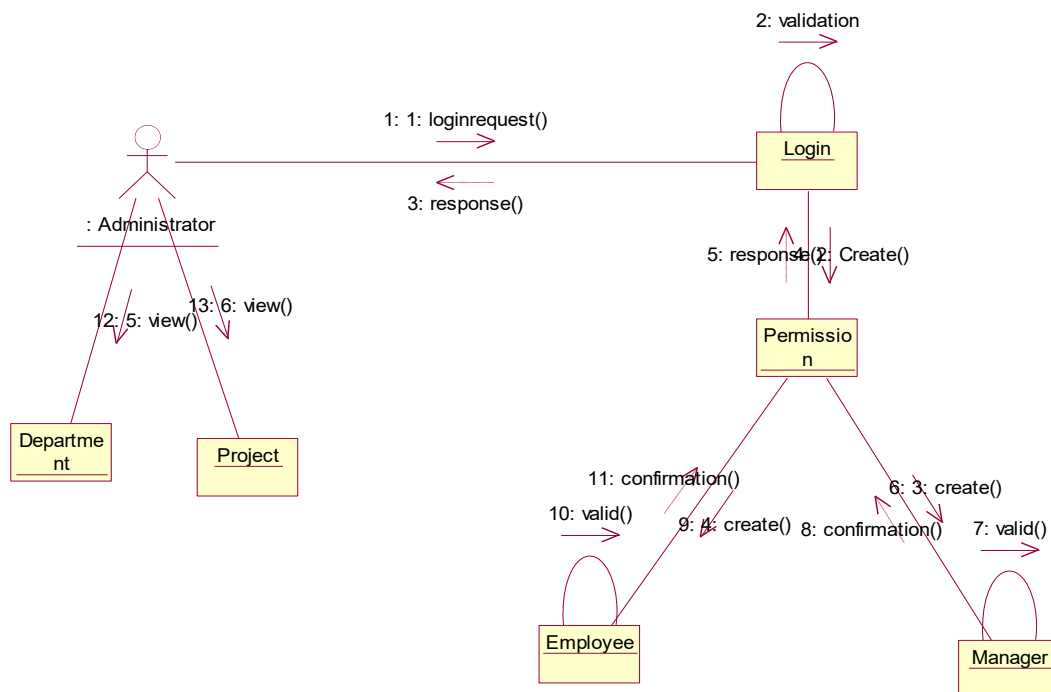 2: validation
1: 1: loginrequest()
Login
3: response()
: Administrator
5: response()
4: 2: Create()
13: 6: view()
12: 5: view()
Permissio
n
Departme
nt
Project
11: confirmation()
6: 3: create()
10: valid()
9: 4: create()
8: confirmation()
7: valid()
Employee
Manager